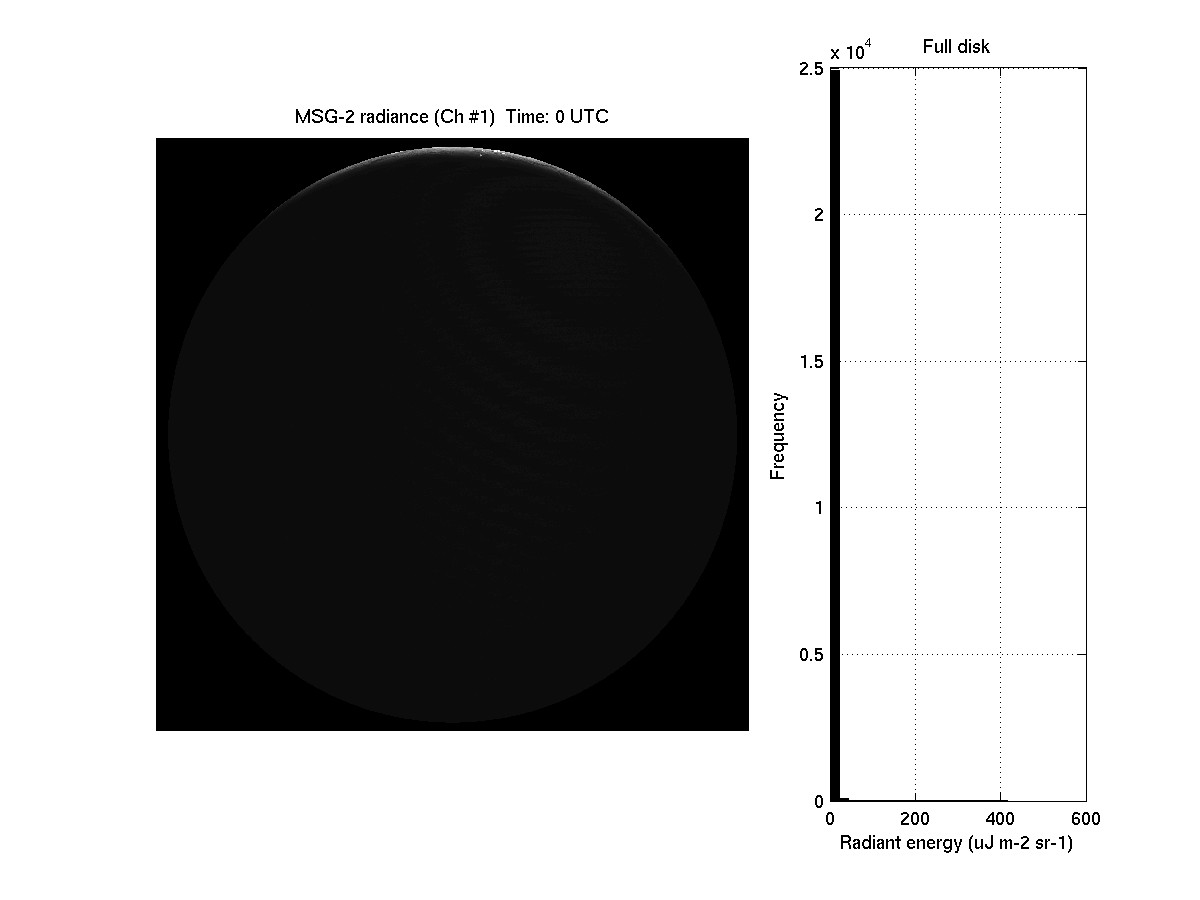 MSG-2 radiance (Ch #1)  Time: 0 UTC
Full disk
x 10^4
2.5
2
1.5
1
0.5
0
Frequency
0 200 400 600
Radiant energy (uJ m-2 sr-1)